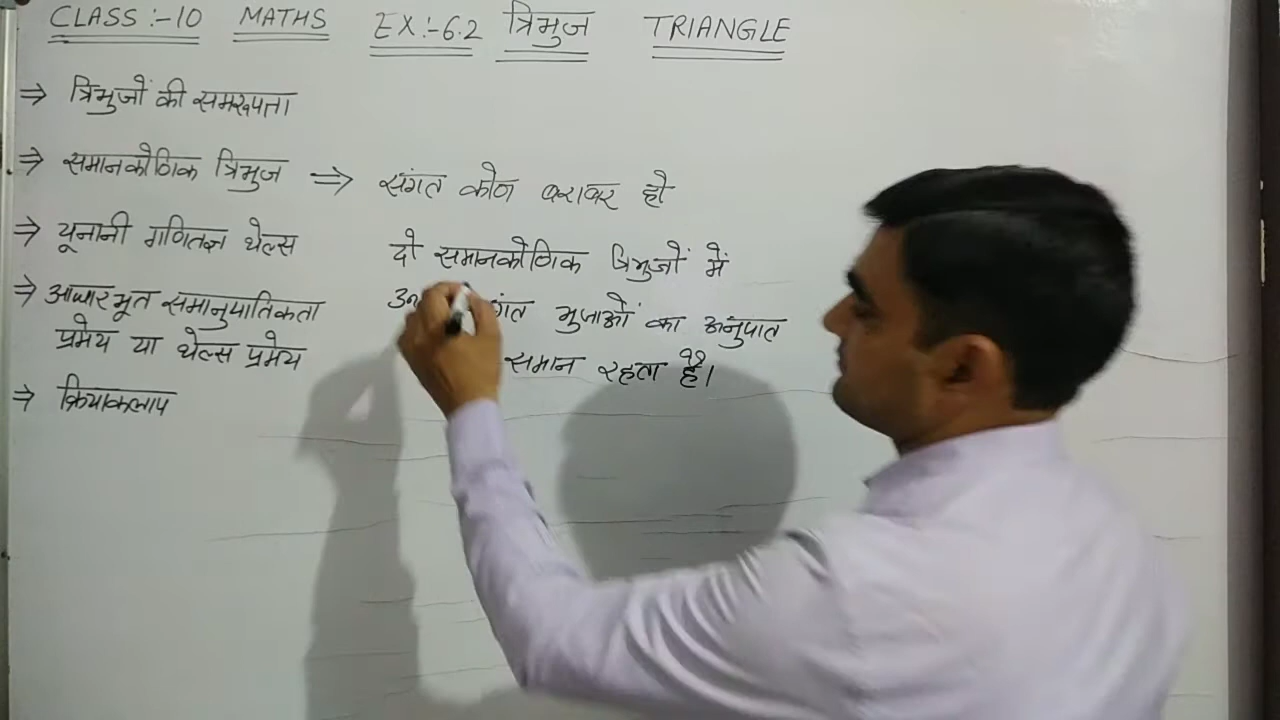 CLASS :- 10 MATHS EX :- 6.2 त्रिभुज TRIANGLE
⇒ त्रिभुजों की समरूपता
⇒ समानकोणिक त्रिभुज ⇒ संगत कोण बराबर हो
⇒ यूनानी गणितज्ञ थेल्स
⇒ आधारभूत समानुपातिकता
प्रमेय या थेल्स प्रमेय
⇒ क्रियाकलाप
दो समानकोणिक त्रिभुजों में
भुजाओं का अनुपात
समान रहता है।